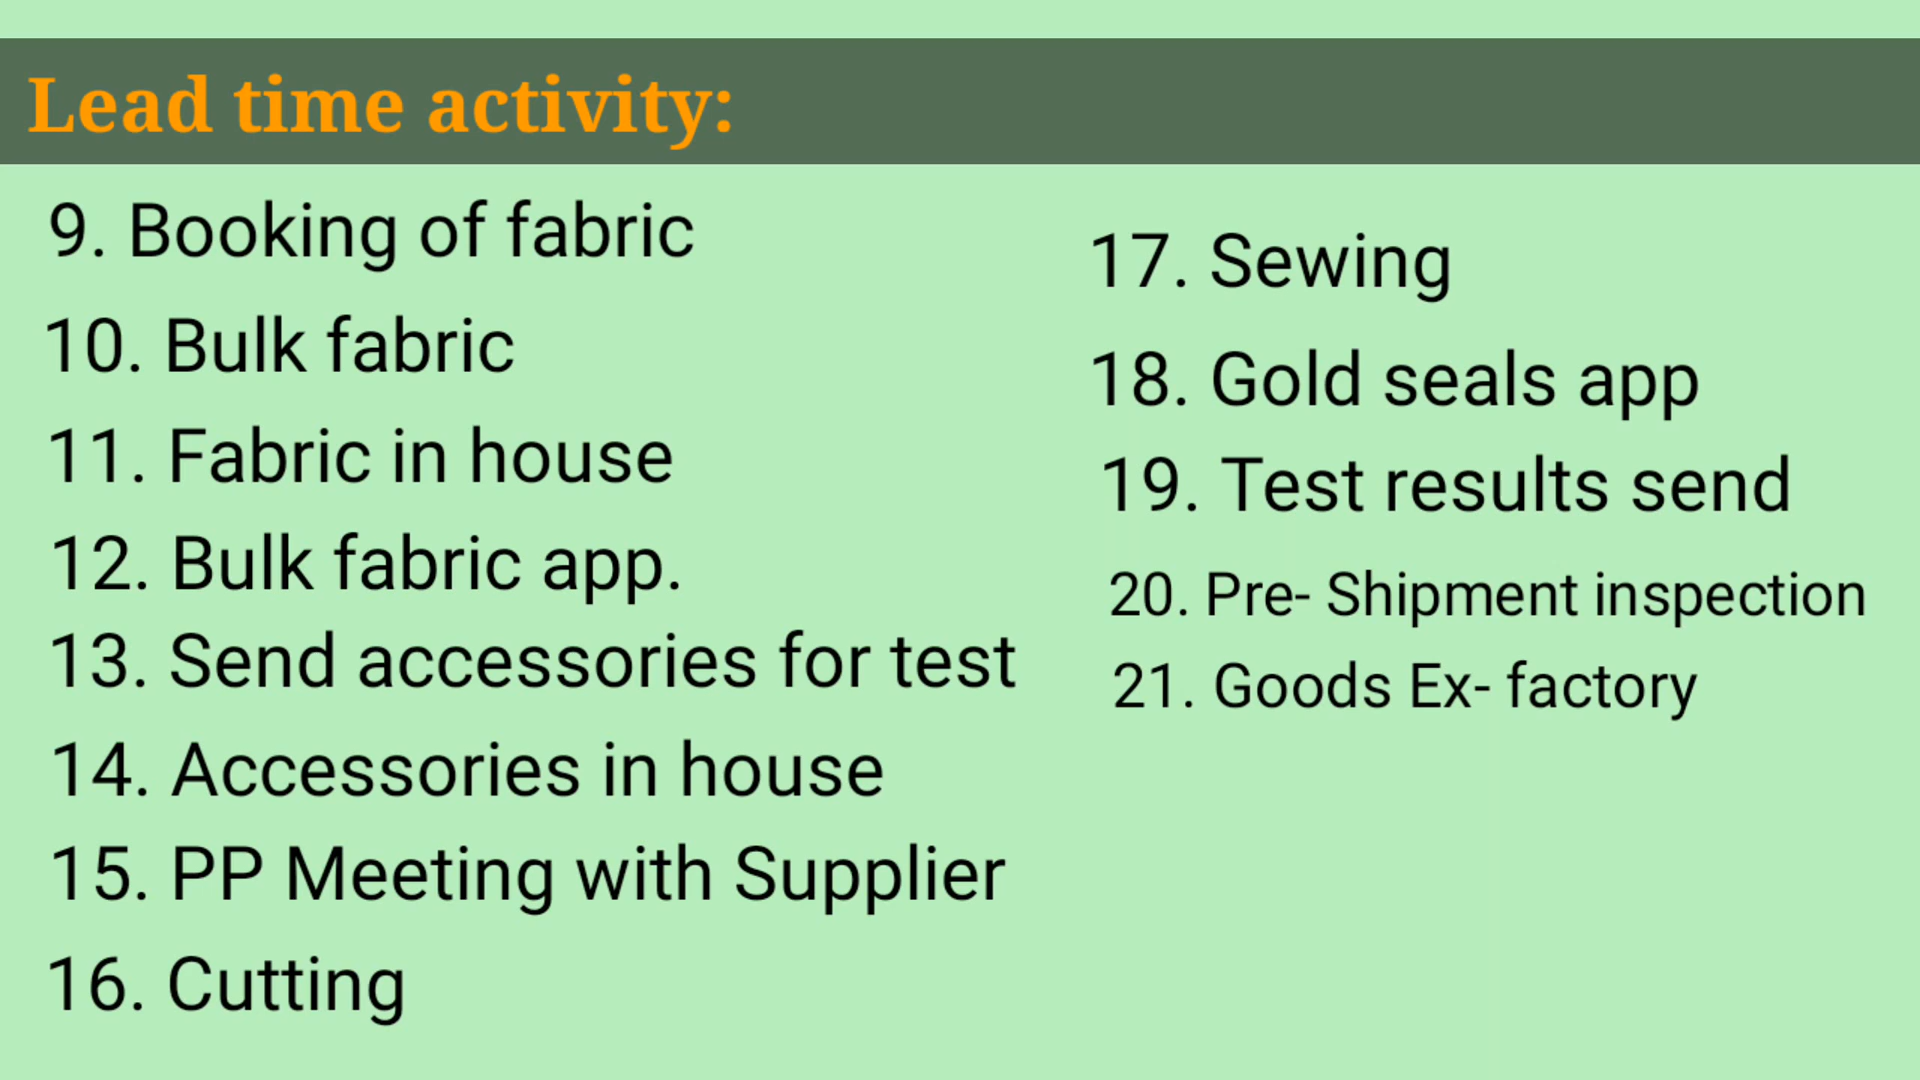 Lead time activity:
9. Booking of fabric
10. Bulk fabric
11. Fabric in house
12. Bulk fabric app.
13. Send accessories for test
14. Accessories in house
15. PP Meeting with Supplier
16. Cutting
17. Sewing
18. Gold seals app
19. Test results send
20. Pre- Shipment inspection
21. Goods Ex- factory